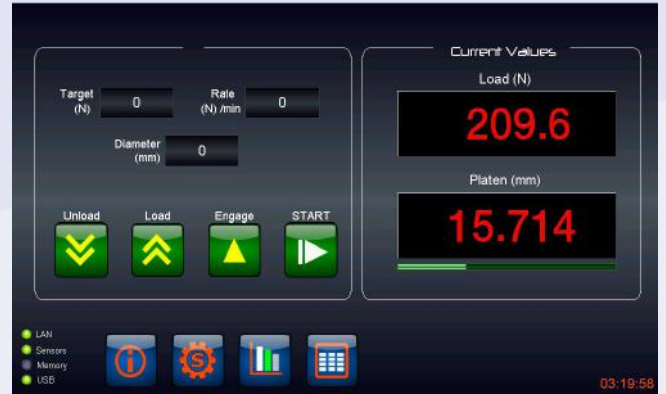 Current Values
Target
(N)
0
Rate
(N) /min
0
Load (N)
209.6
Diameter
(mm)
0
Platen (mm)
15.714
Unload
Load
Engage
START
LAN
Sensors
Memory
USB
S
03:19:58